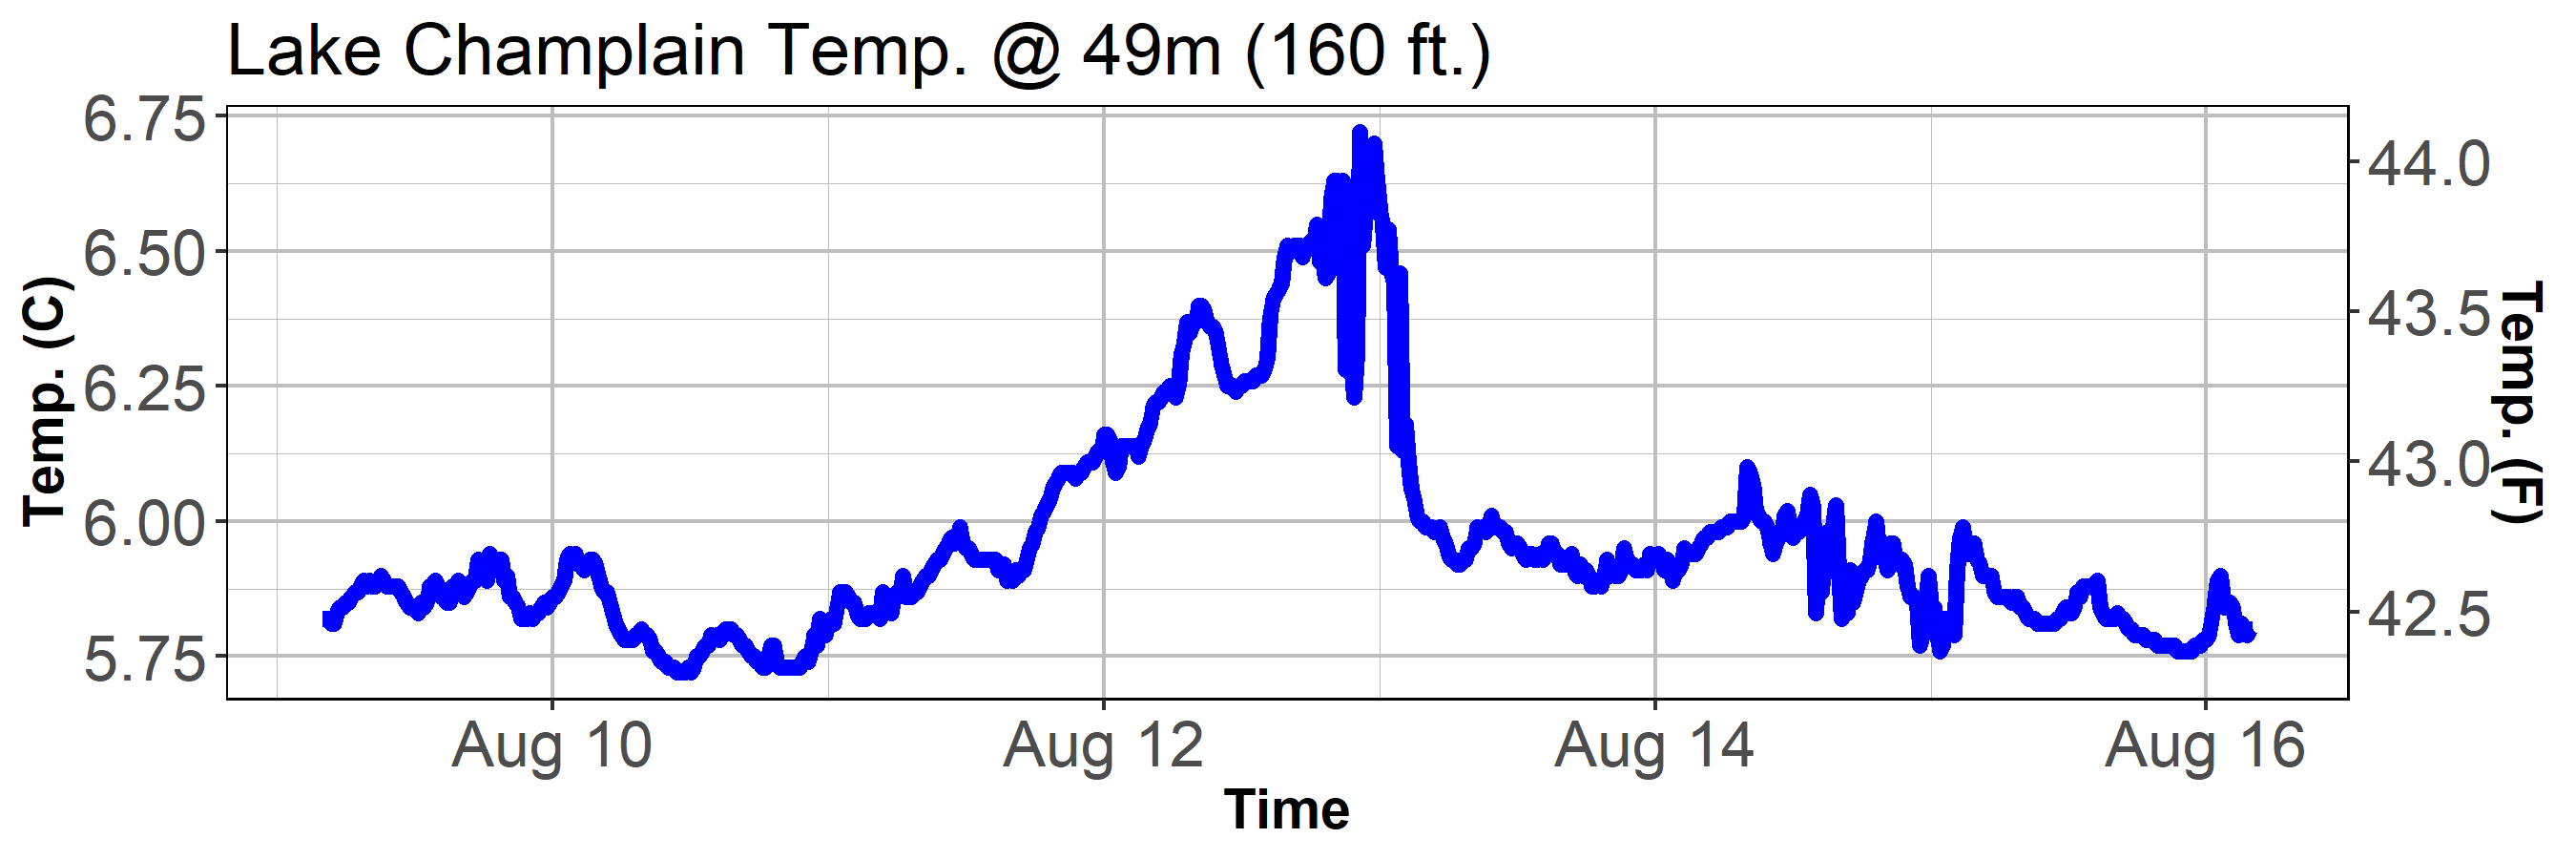 Lake Champlain Temp. @ 49m (160 ft.)
6.75
6.50
6.25
6.00
5.75
Temp. (C)
44.0
43.5
43.0
42.5
Temp. (F)
Aug 10
Aug 12
Aug 14
Aug 16
Time